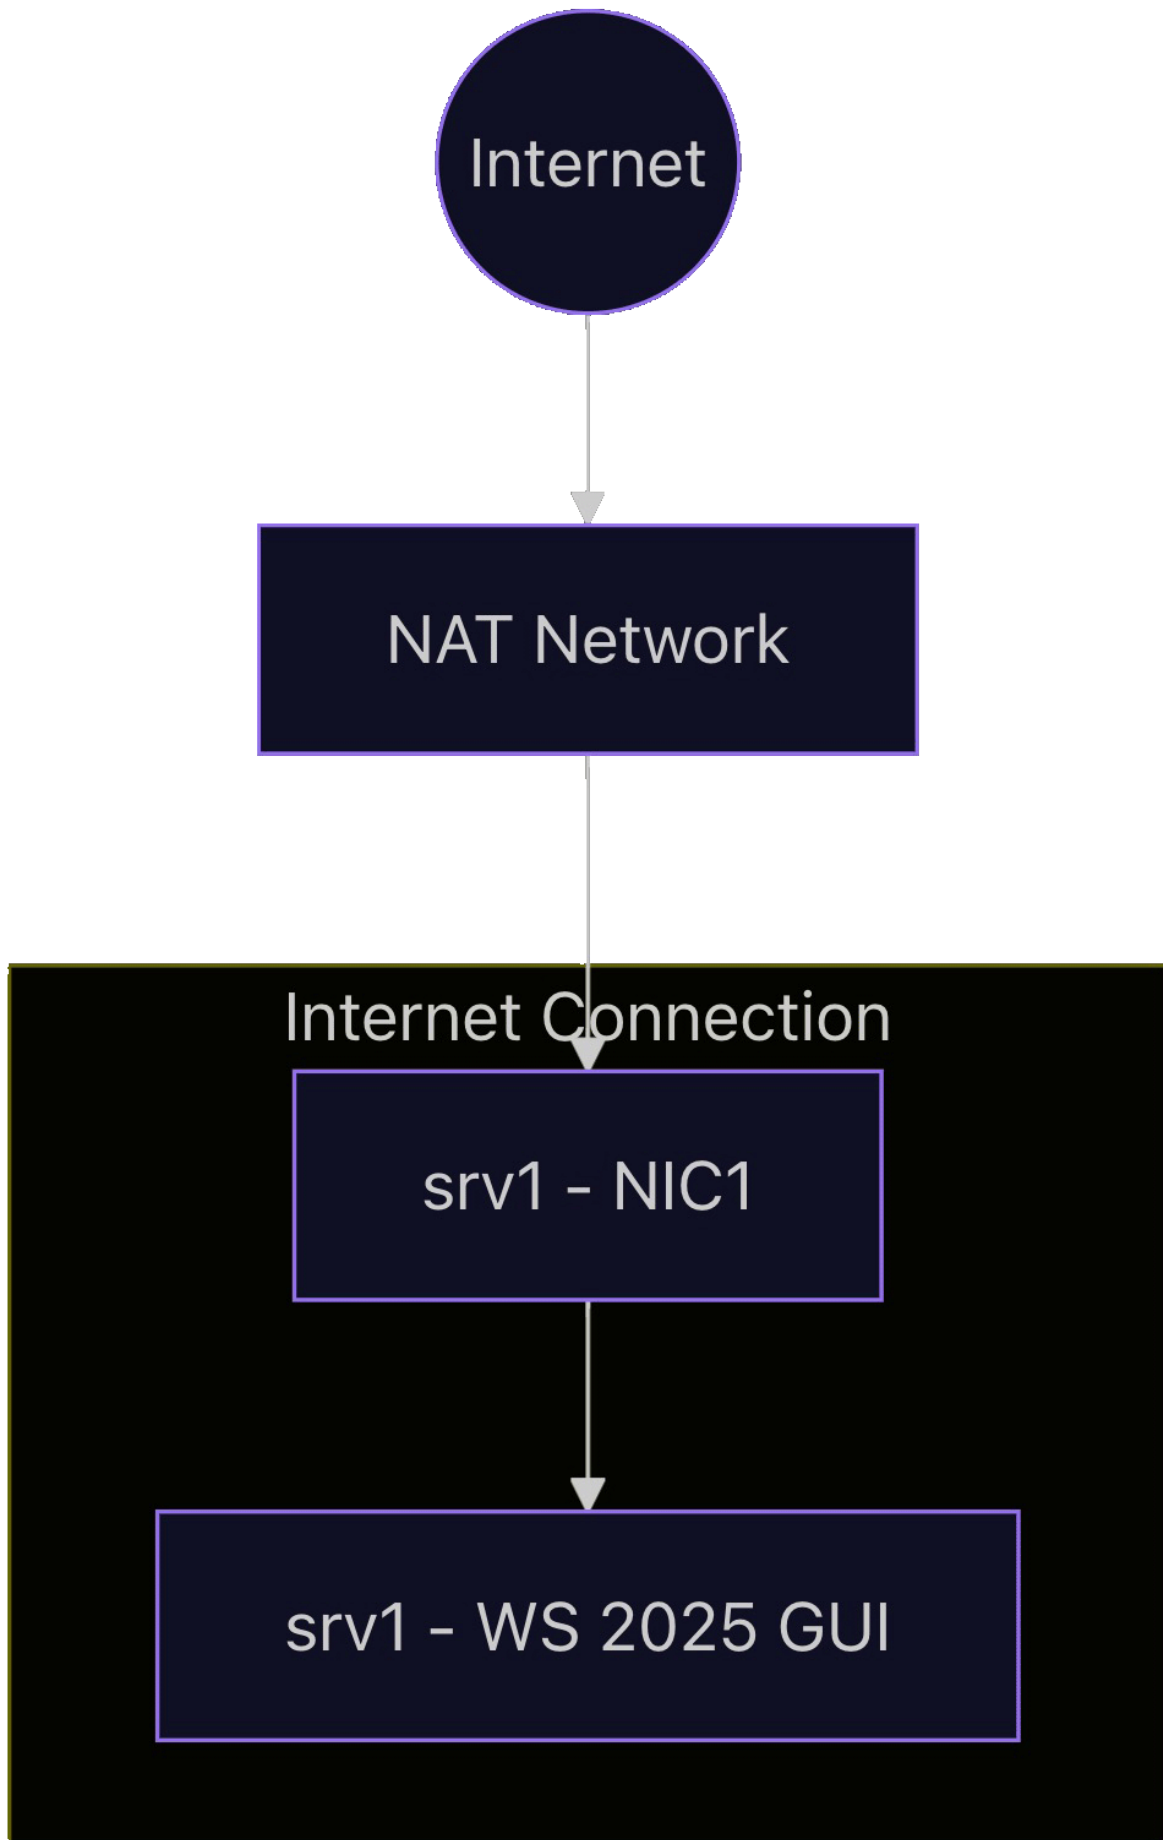 Internet
NAT Network
Internet Connection
srv1 - NIC1
srv1 - WS 2025 GUI